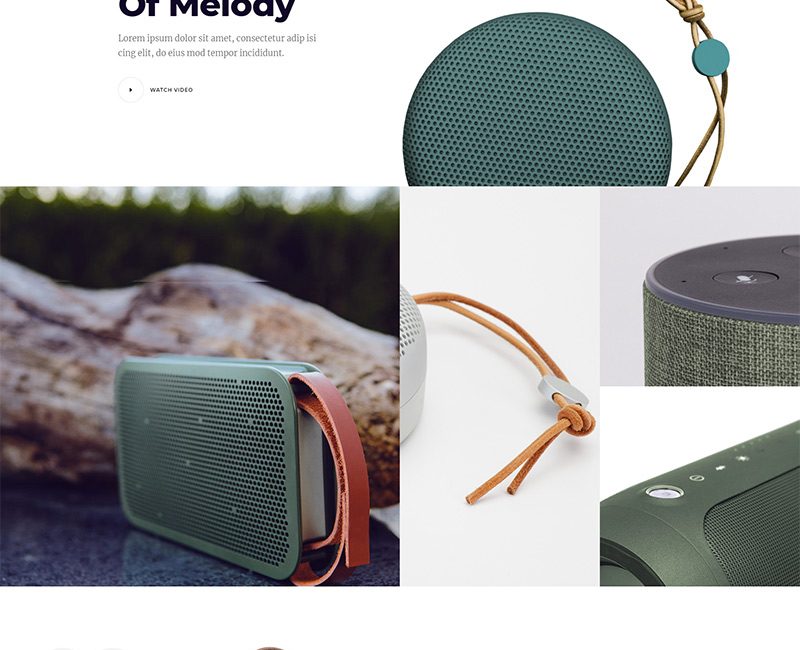 Of Melody
Lorem ipsum dolor sit amet, consectetur adip isi
cing elit, do eius mod tempor incididunt.
WATCH VIDEO